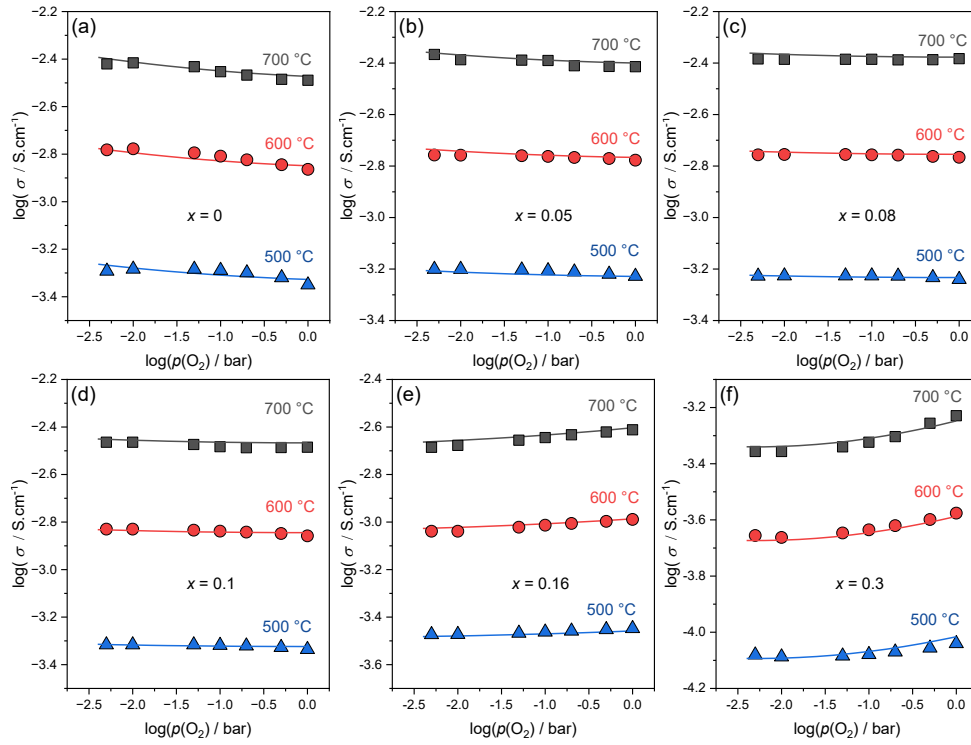 (a)
700 °C
600 °C
500 °C
x = 0
-2.2
-2.4
-2.6
-2.8
-3.0
-3.2
-3.4
log( σ / S.cm-1)
-2.5 -2.0 -1.5 -1.0 -0.5 0.0
log(p(O2) / bar)
(b)
700 °C
600 °C
500 °C
x = 0.05
-2.2
-2.4
-2.6
-2.8
-3.0
-3.2
-3.4
log( σ / S.cm-1)
-2.5 -2.0 -1.5 -1.0 -0.5 0.0
log(p(O2) / bar)
(c)
700 °C
600 °C
500 °C
x = 0.08
-2.2
-2.4
-2.6
-2.8
-3.0
-3.2
-3.4
log( σ / S.cm-1)
-2.5 -2.0 -1.5 -1.0 -0.5 0.0
log(p(O2) / bar)
(d)
700 °C
600 °C
500 °C
x = 0.1
-2.2
-2.4
-2.6
-2.8
-3.0
-3.2
-3.4
log( σ / S.cm-1)
-2.5 -2.0 -1.5 -1.0 -0.5 0.0
log(p(O2) / bar)
(e)
700 °C
600 °C
500 °C
x = 0.16
-2.4
-2.6
-2.8
-3.0
-3.2
-3.4
-3.6
log( σ / S.cm-1)
-2.5 -2.0 -1.5 -1.0 -0.5 0.0
log(p(O2) / bar)
(f)
700 °C
600 °C
500 °C
x = 0.3
-3.2
-3.4
-3.6
-3.8
-4.0
-4.2
log( σ / S.cm-1)
-2.5 -2.0 -1.5 -1.0 -0.5 0.0
log(p(O2) / bar)